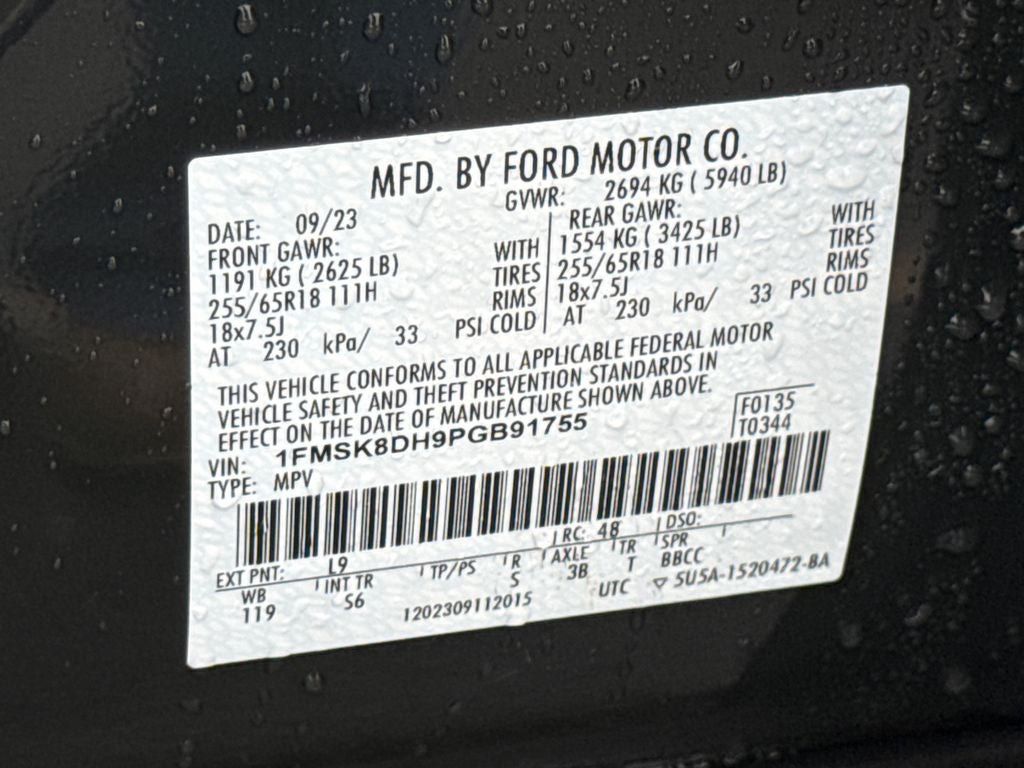 MFD. BY FORD MOTOR CO.
DATE: 09/23
GVWR: 2694 KG ( 5940 LB)
FRONT GAWR:
1191 KG ( 2625 LB) WITH
255/65R18 111H TIRES
18x7.5J RIMS
AT 230 kPa/ 33 PSI COLD
REAR GAWR:
1554 KG ( 3425 LB) WITH
255/65R18 111H TIRES
18x7.5J RIMS
AT 230 kPa/ 33 PSI COLD
THIS VEHICLE CONFORMS TO ALL APPLICABLE FEDERAL MOTOR
VEHICLE SAFETY AND THEFT PREVENTION STANDARDS IN
EFFECT ON THE DATE OF MANUFACTURE SHOWN ABOVE.
VIN: 1FMSK8DH9PGB91755
F0135
T0344
TYPE: MPV
EXT PNT: L9 RC: 48 DSO:
WB INT TR TP/PS R AXLE TR SPR
119 S6 S 3B T BBCC
1202309112015 UTC ▽ 5U5A-1520472-BA